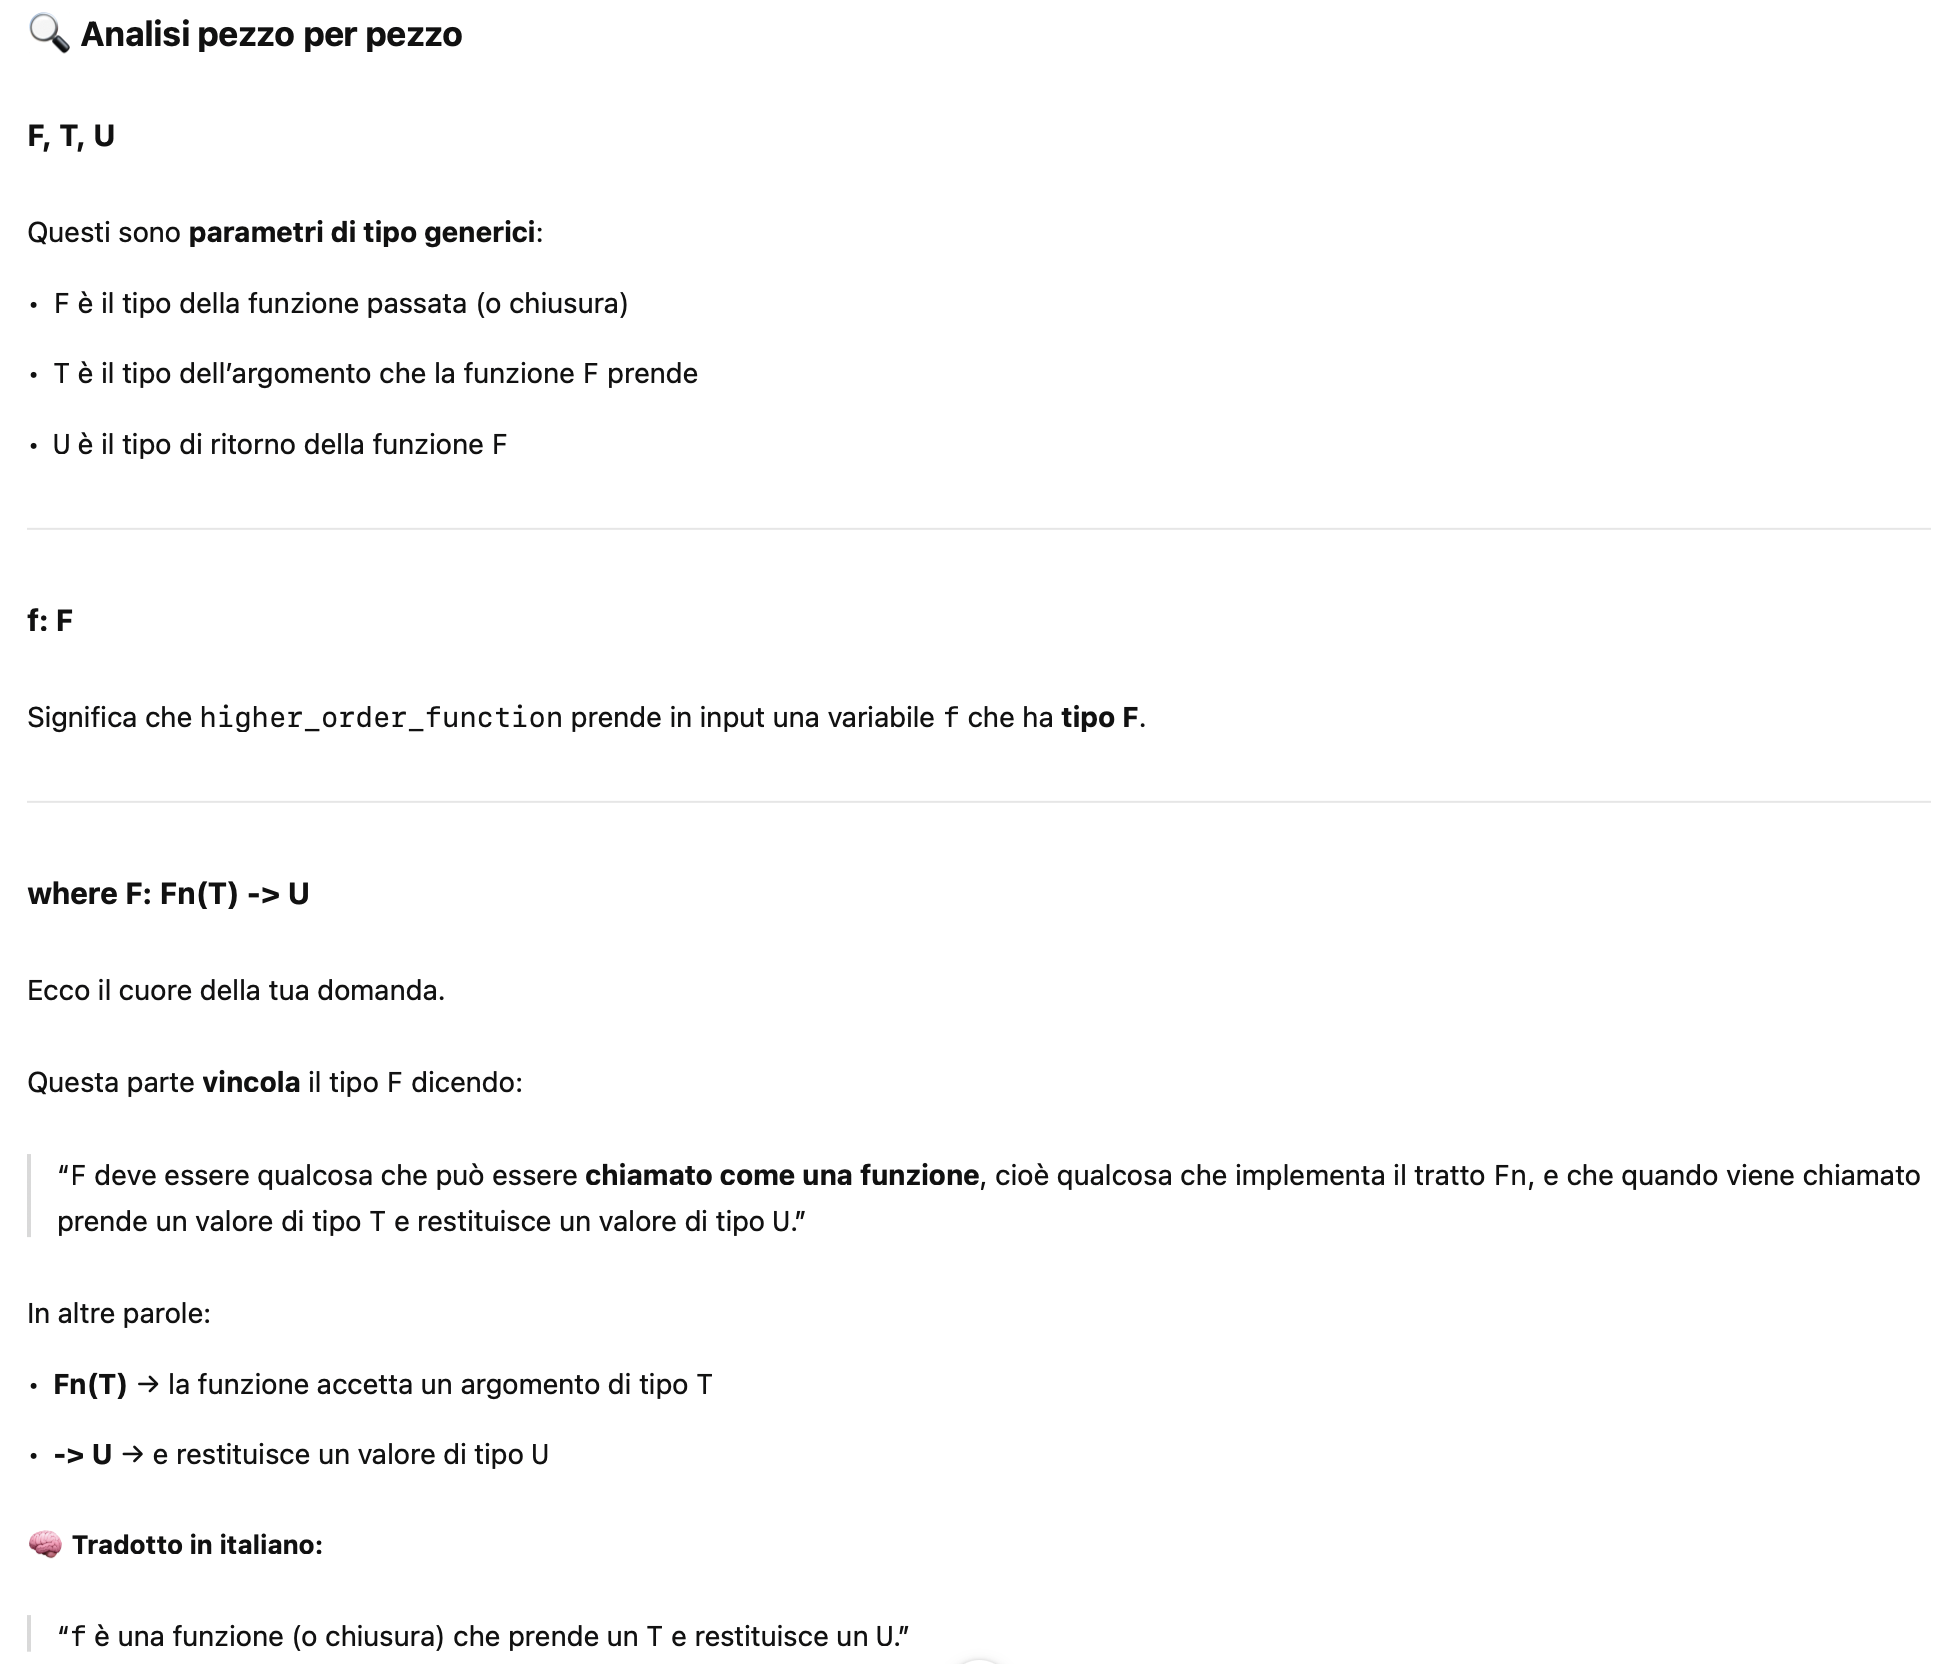 🔍 Analisi pezzo per pezzo
F, T, U
Questi sono parametri di tipo generici:
• F è il tipo della funzione passata (o chiusura)
• T è il tipo dell’argomento che la funzione F prende
• U è il tipo di ritorno della funzione F
f: F
Significa che higher_order_function prende in input una variabile f che ha tipo F.
where F: Fn(T) -> U
Ecco il cuore della tua domanda.
Questa parte vincola il tipo F dicendo:
“F deve essere qualcosa che può essere chiamato come una funzione, cioè qualcosa che implementa il tratto Fn, e che quando viene chiamato
prende un valore di tipo T e restituisce un valore di tipo U.”
In altre parole:
• Fn(T) → la funzione accetta un argomento di tipo T
• -> U → e restituisce un valore di tipo U
🧠 Tradotto in italiano:
“f è una funzione (o chiusura) che prende un T e restituisce un U.”